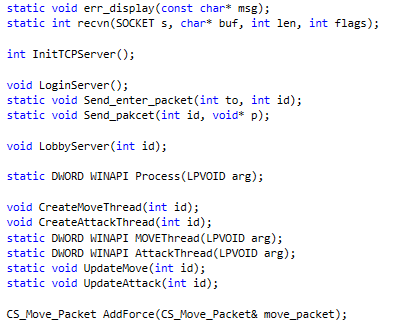 static void err_display(const char* msg);
static int recvn(SOCKET s, char* buf, int len, int flags);
int InitTCPServer();
void LoginServer();
static void Send_enter_packet(int to, int id);
static void Send_pakcet(int id, void* p);
void LobbyServer(int id);
static DWORD WINAPI Process(LPVOID arg);
void CreateMoveThread(int id);
void CreateAttackThread(int id);
static DWORD WINAPI MOVEThread(LPVOID arg);
static DWORD WINAPI AttackThread(LPVOID arg);
static void UpdateMove(int id);
static void UpdateAttack(int id);
CS_Move_Packet AddForce(CS_Move_Packet& move_packet);